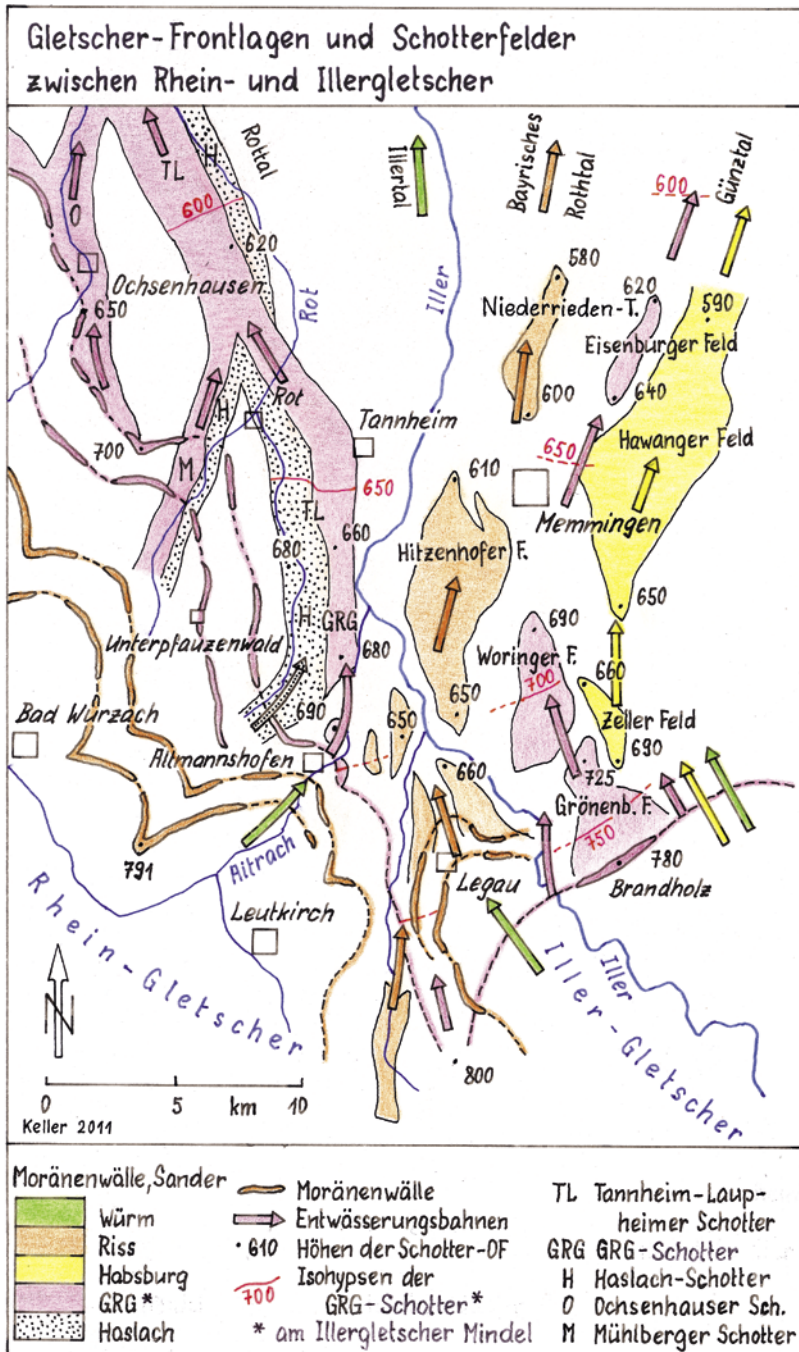 Gletscher-Frontlagen und Schotterfelder
zwischen Rhein- und Illergletscher
Rottal
H
TL
600
620
O
Ochsenhausen
650
Rot
Illertal
Iller
Bayrisches
Rothtal
600
Günztal
580
Niederrieden-T.
620
590
Eisenburger Feld
600
640
Rot
Tannheim
H
700
M
650
650
Hawanger Feld
610
Memmingen
TL
660
680
Hitzenhofer F.
H
GRG
650
Unterpfauzenwald
690
680
Woringer F.
700
660
650
650
Zeller Feld
690
690
Bad Wurzach
Aitmannshofen
660
725
Grönenb. F.
750
791
Aitrach
780
Legau
Brandholz
Leutkirch
Rhein-Gletscher
Iller
Iller-Gletscher
N
800
0 5 km 10
Keller 2011
Moränenwälle, Sander
Würm
Riss
Habsburg
GRG*
Haslach
Moränenwälle
Entwässerungsbahnen
• 610 Höhen der Schotter-OF
700 Isohypsen der
GRG-Schotter*
* am Illergletscher Mindel
TL Tannheim-Laup-
heimer Schotter
GRG GRG-Schotter
H Haslach-Schotter
O Ochsenhauser Sch.
M Mühlberger Schotter